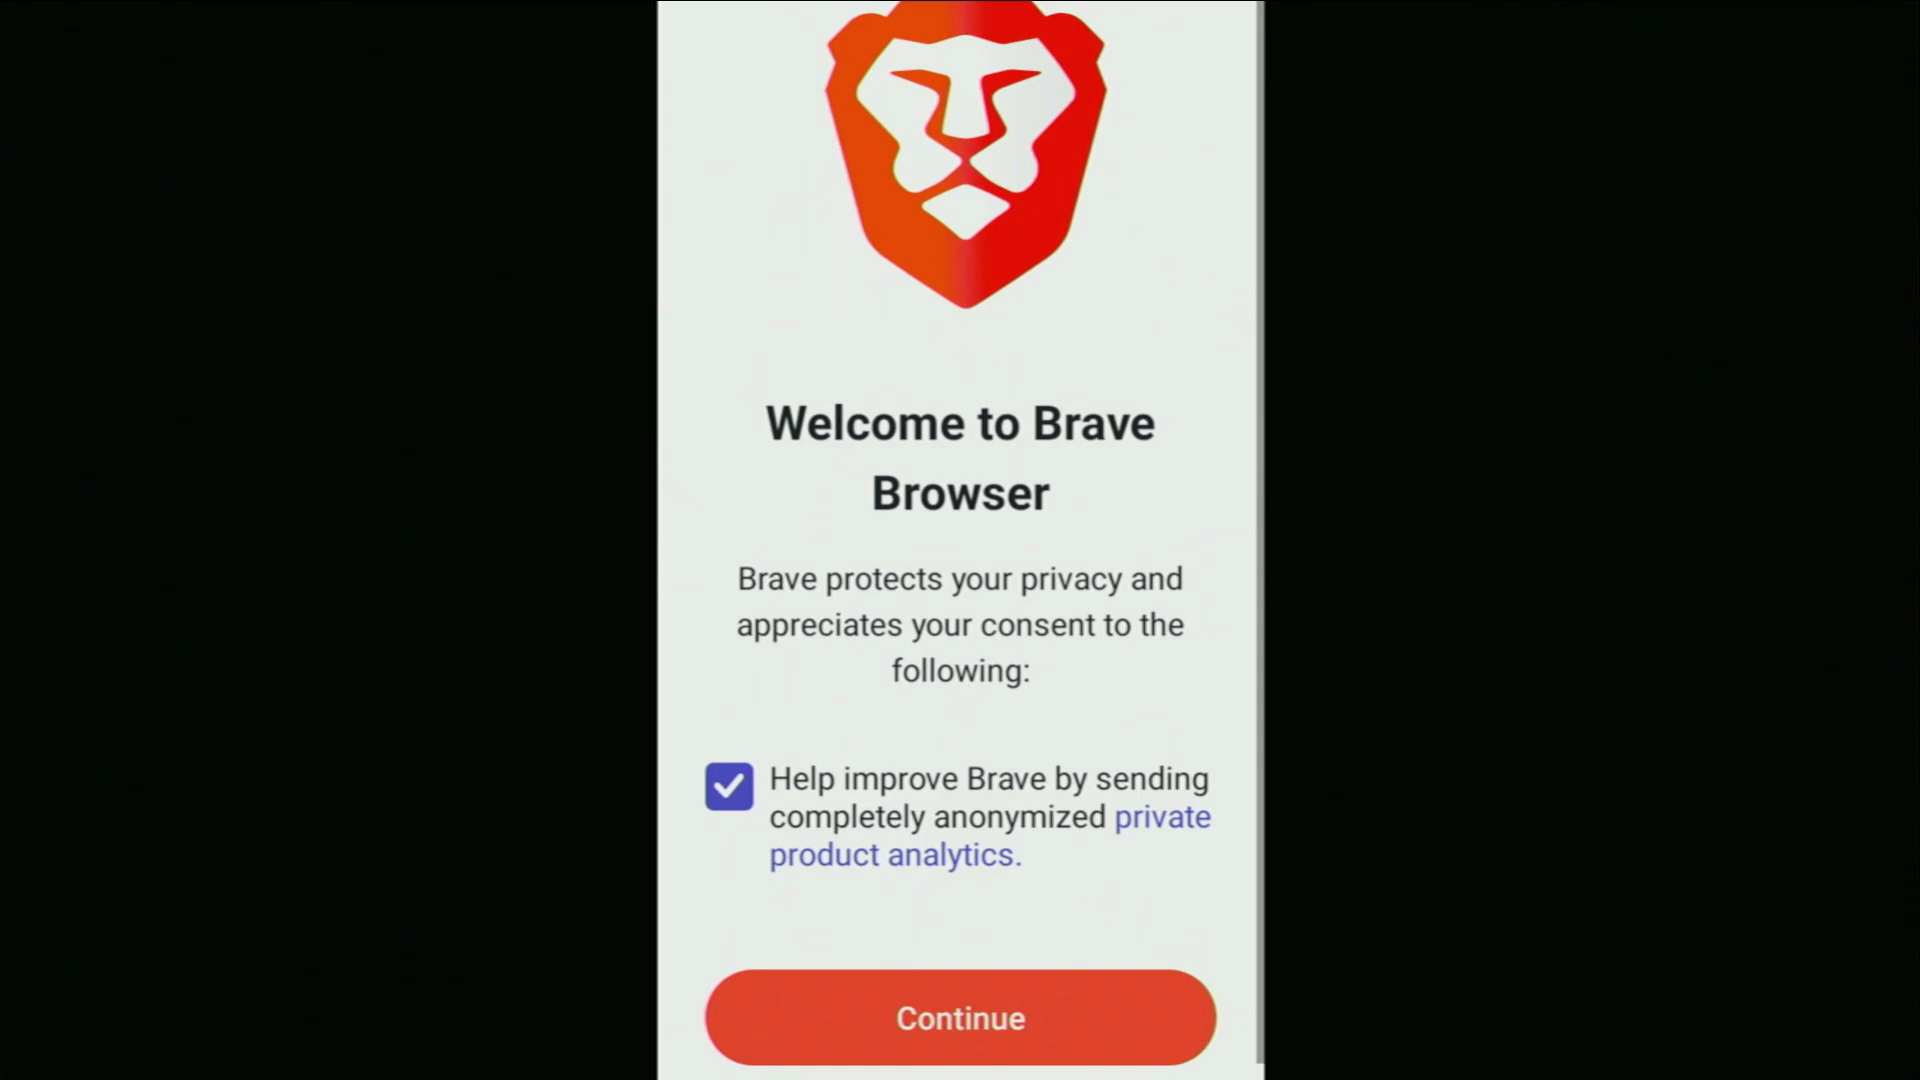 Welcome to Brave
Browser
Brave protects your privacy and
appreciates your consent to the
following:
Help improve Brave by sending
completely anonymized private
product analytics.
Continue